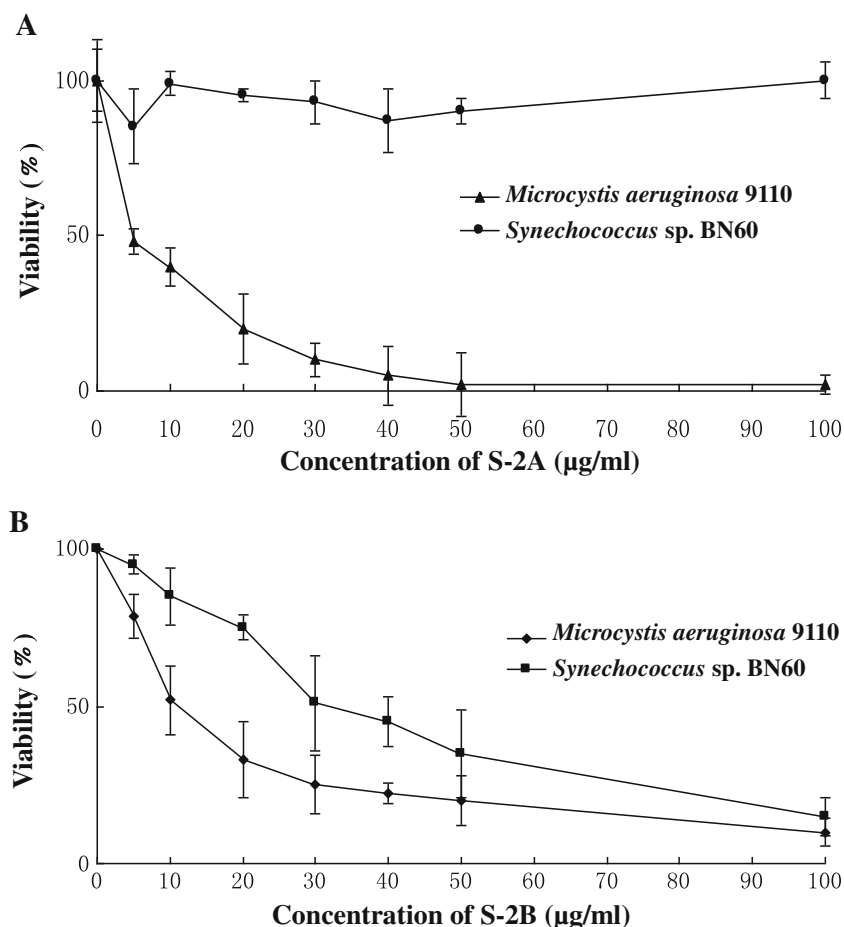 A
100
50
0
Viability (%)
Microcystis aeruginosa 9110
Synechococcus sp. BN60
0 10 20 30 40 50 60 70 80 90 100
Concentration of S-2A (µg/ml)
B
100
50
0
Viability (%)
Microcystis aeruginosa 9110
Synechococcus sp. BN60
0 10 20 30 40 50 60 70 80 90 100
Concentration of S-2B (µg/ml)